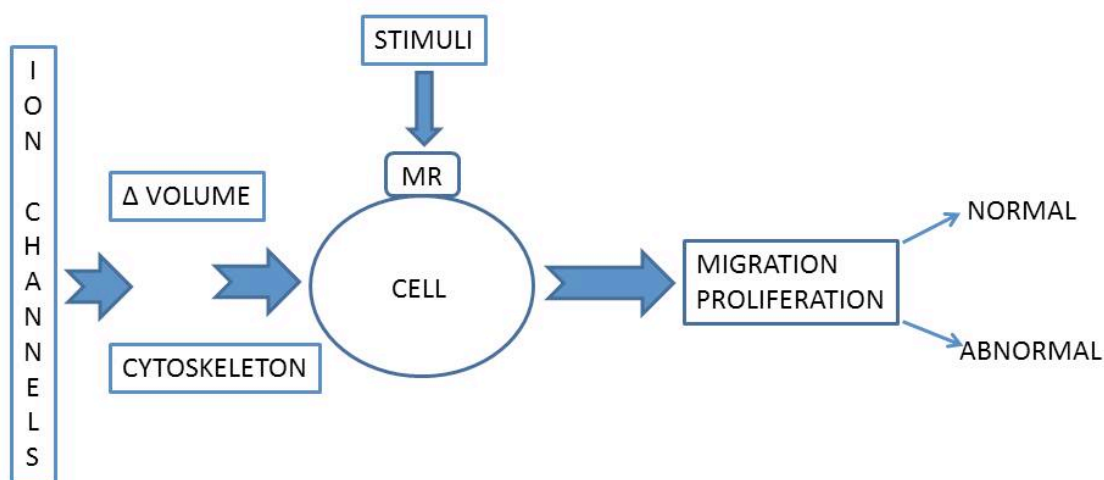 ION CHANNELS
STIMULI
MR
Δ VOLUME
CELL
CYTOSKELETON
MIGRATION
PROLIFERATION
NORMAL
ABNORMAL